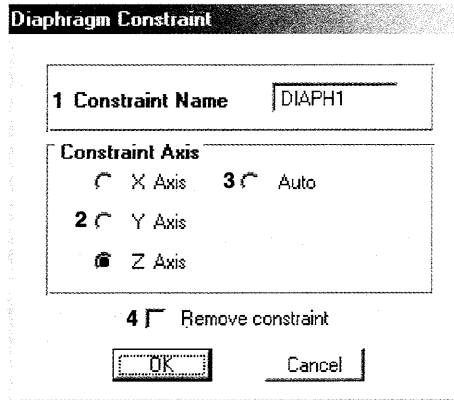 Diaphragm Constraint
1 Constraint Name DIAPH1
Constraint Axis
X Axis 3 Auto
2 Y Axis
Z Axis
4 Remove constraint
OK Cancel